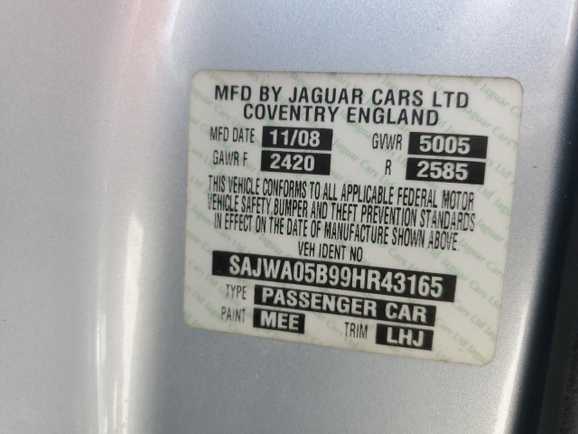 MFD BY JAGUAR CARS LTD
COVENTRY ENGLAND
MFD DATE 11/08 GVWR 5005
GAWR F 2420 R 2585
THIS VEHICLE CONFORMS TO ALL APPLICABLE FEDERAL MOTOR
VEHICLE SAFETY,BUMPER AND THEFT PREVENTION STANDARDS
IN EFFECT ON THE DATE OF MANUFACTURE SHOWN ABOVE.
VEH IDENT NO
SAJWA05B99HR43165
TYPE PASSENGER CAR
PAINT MEE TRIM LHJ